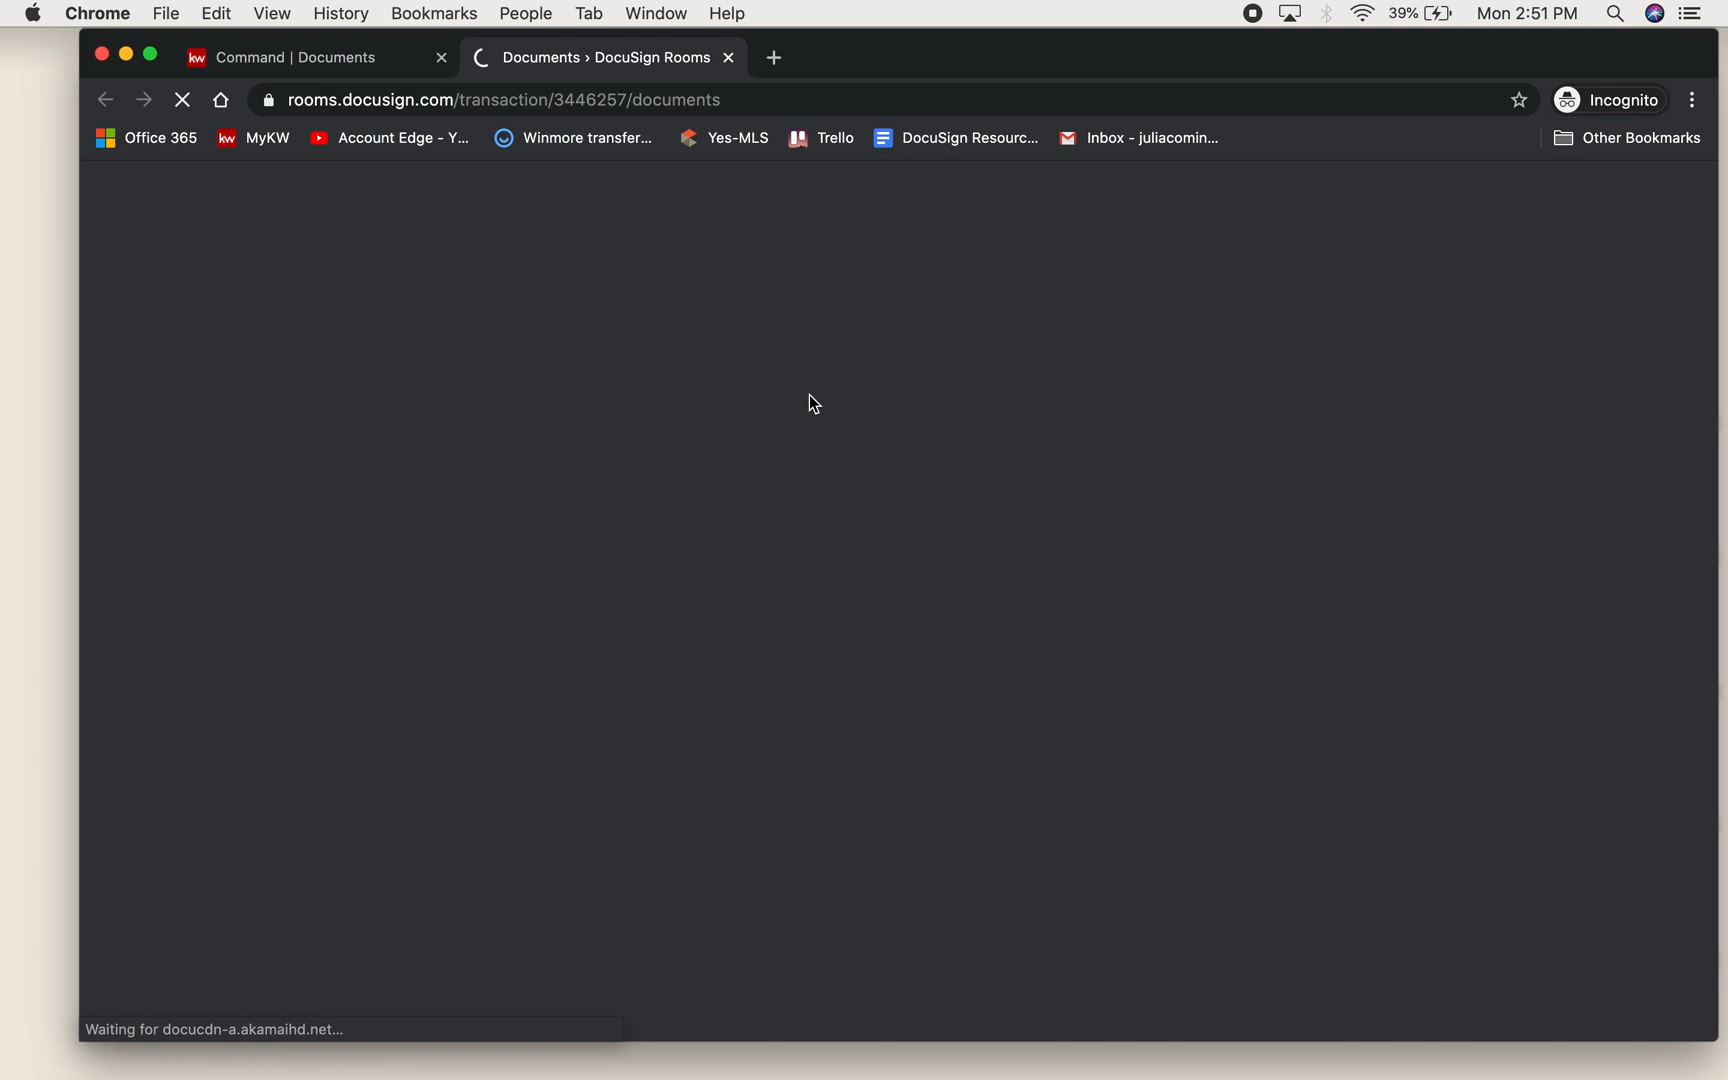 Chrome File Edit View History Bookmarks People Tab Window Help 39% Mon 2:51 PM
kw Command | Documents Documents › DocuSign Rooms
rooms.docusign.com/transaction/3446257/documents Incognito
Office 365 kw MyKW Account Edge - Y... Winmore transfer... Yes-MLS Trello DocuSign Resourc... Inbox - juliacomin... Other Bookmarks
Waiting for docucdn-a.akamaihd.net...